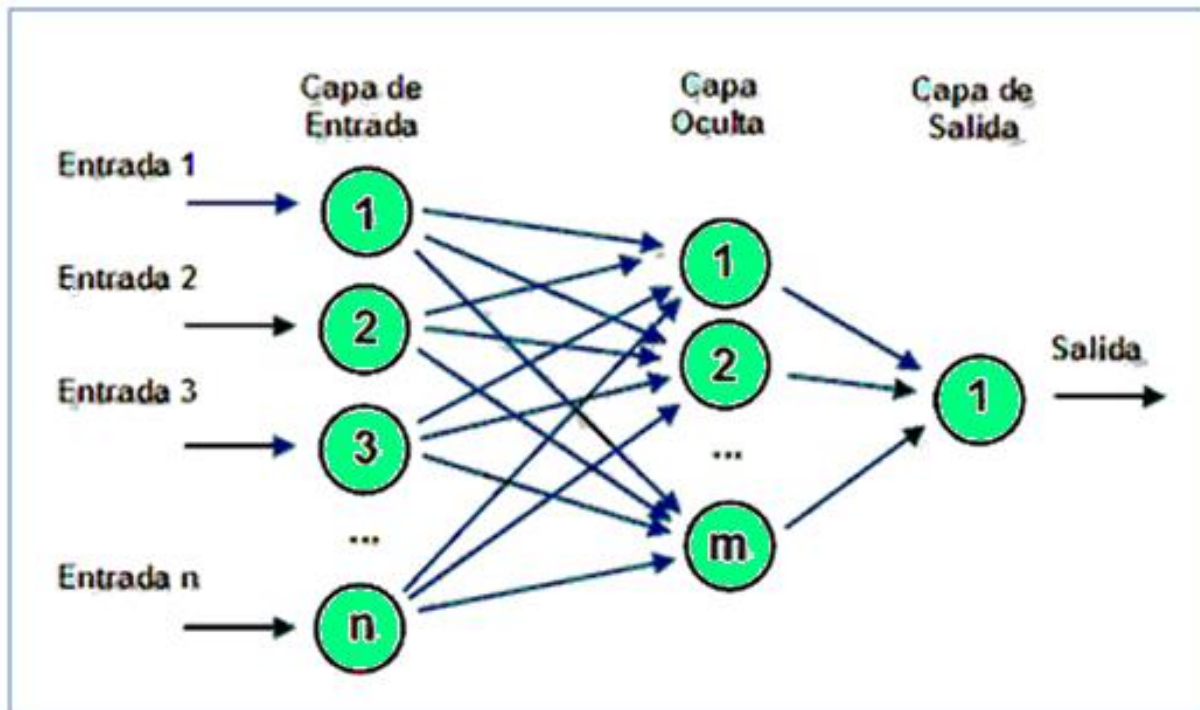 Capa de
Entrada
Capa
Oculta
Capa de
Salida
Entrada 1
1
Entrada 2
2
Entrada 3
3
...
Entrada n
n
1
2
...
m
1
Salida